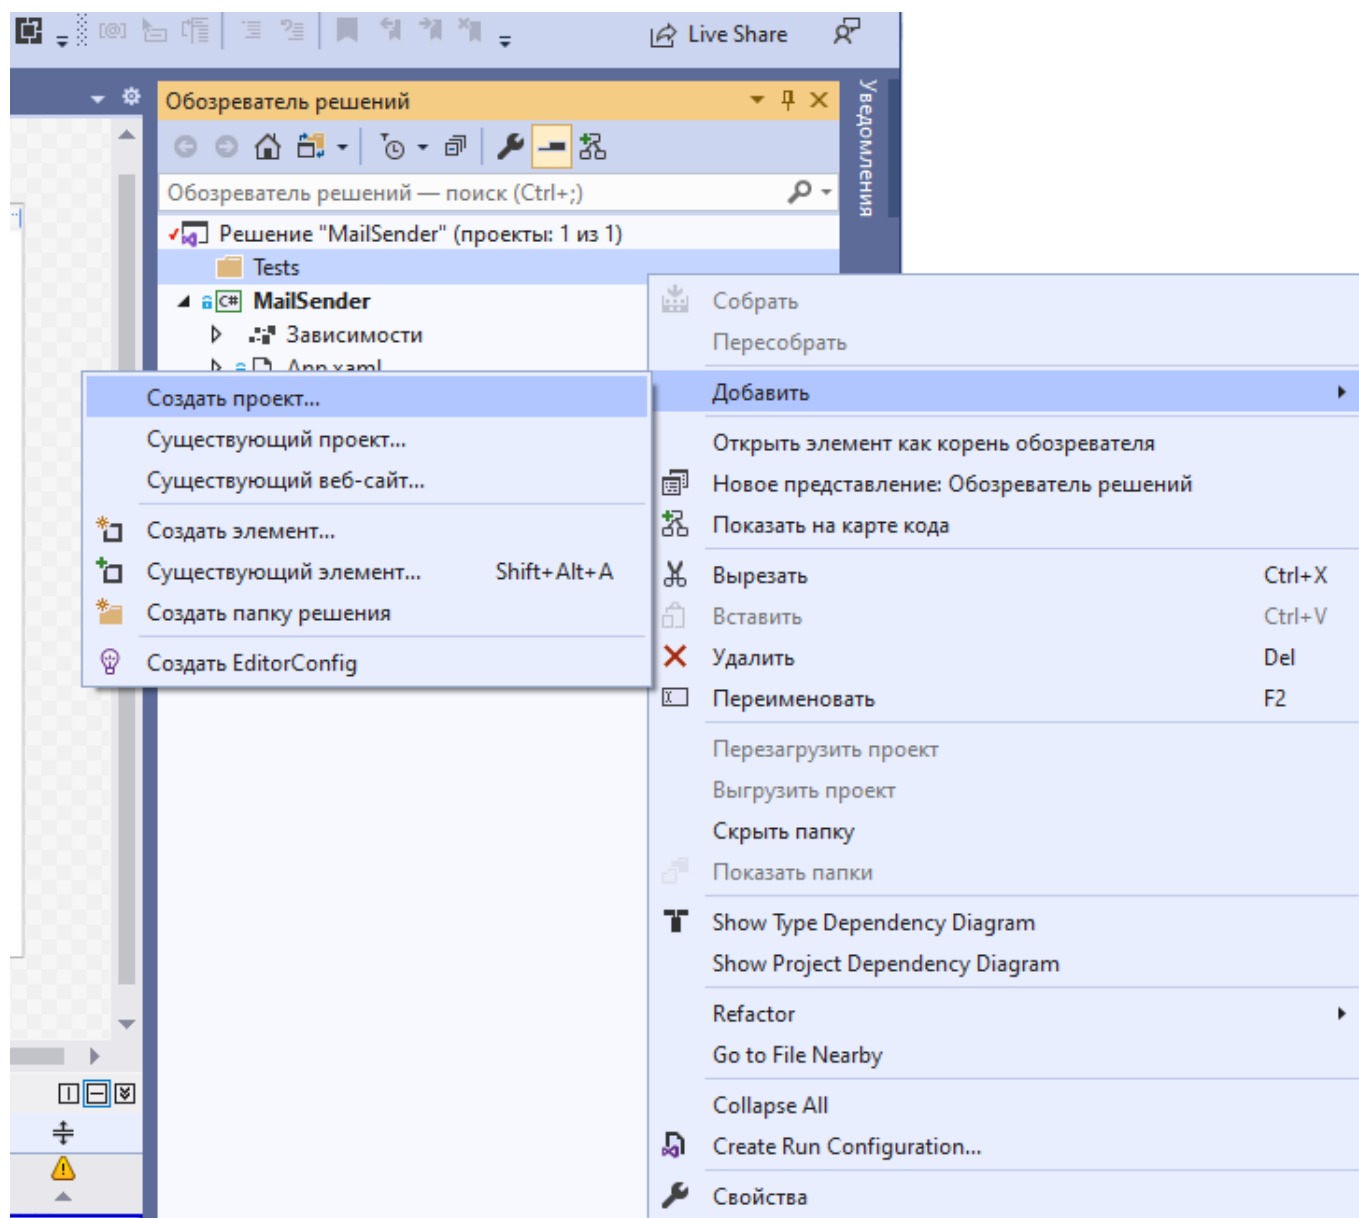 Live Share
Обозреватель решений
Уведомления
Обозреватель решений — поиск (Ctrl+;)
Решение "MailSender" (проекты: 1 из 1)
Tests
C# MailSender
Зависимости
App.xaml
Создать проект...
Существующий проект...
Существующий веб-сайт...
Создать элемент...
Существующий элемент... Shift+Alt+A
Создать папку решения
Создать EditorConfig
Собрать
Пересобрать
Добавить
Открыть элемент как корень обозревателя
Новое представление: Обозреватель решений
Показать на карте кода
Вырезать Ctrl+X
Вставить Ctrl+V
Удалить Del
Переименовать F2
Перезагрузить проект
Выгрузить проект
Скрыть папку
Показать папки
Show Type Dependency Diagram
Show Project Dependency Diagram
Refactor
Go to File Nearby
Collapse All
Create Run Configuration...
Свойства